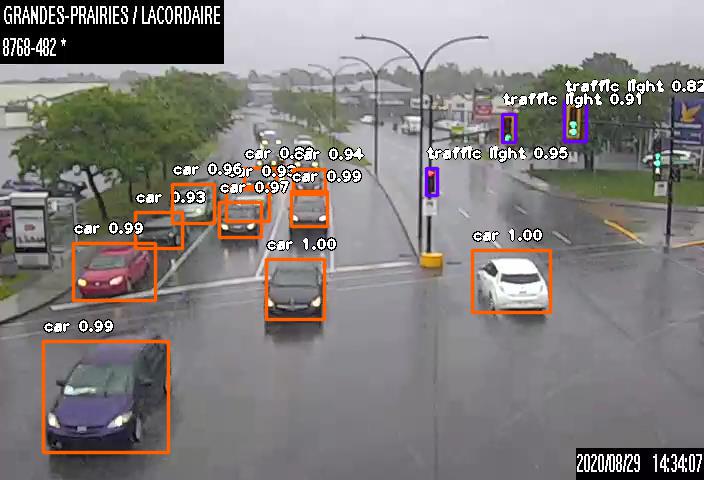 GRANDES-PRAIRIES / LACORDAIRE
8768-482 *
traffic light 0.82
traffic light 0.91
traffic light 0.95
car 0.94
car 0.99
car 0.96
car 0.97
car 0.93
car 0.99
car 1.00
car 1.00
car 0.99
2020/08/29 14:34:07